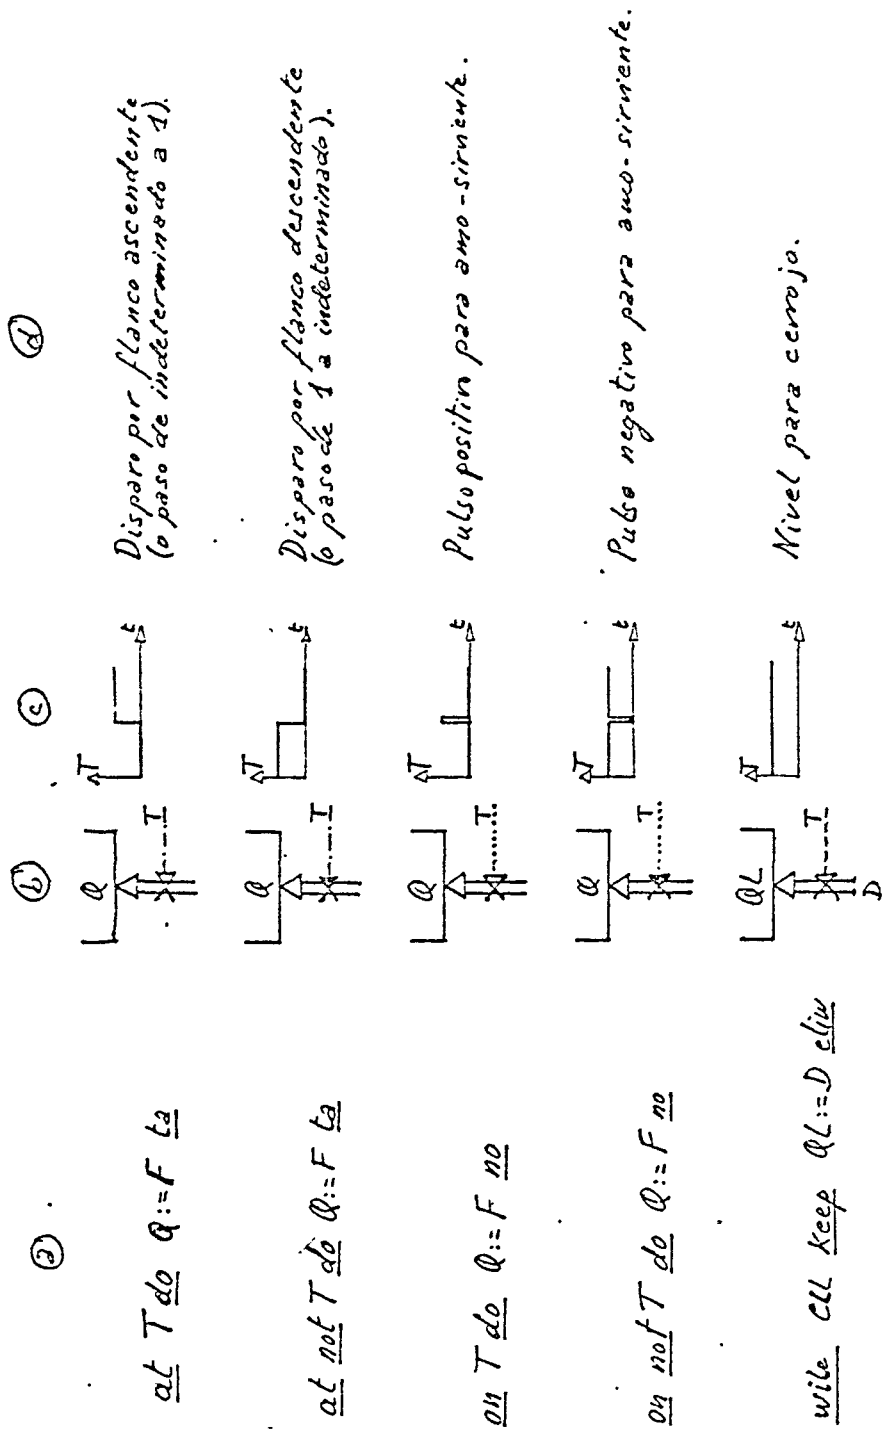 ⓐ
ⓑ
ⓒ
ⓓ
at T do Q:=F ta
Q
T
T
t
Disparo por flanco ascendente
(o paso de indeterminado a 1).
at not T do Q:=F ta
Q
T
T
t
Disparo por flanco descendente
(o paso de 1 a indeterminado).
on T do Q:=F no
Q
T
T
t
Pulso positivo para amo-sirviente.
on not T do Q:=F no
Q
T
T
t
Pulso negativo para amo-sirviente.
wile CLL keep QL:=D eliw
QL
T
D
T
t
Nivel para cerrojo.